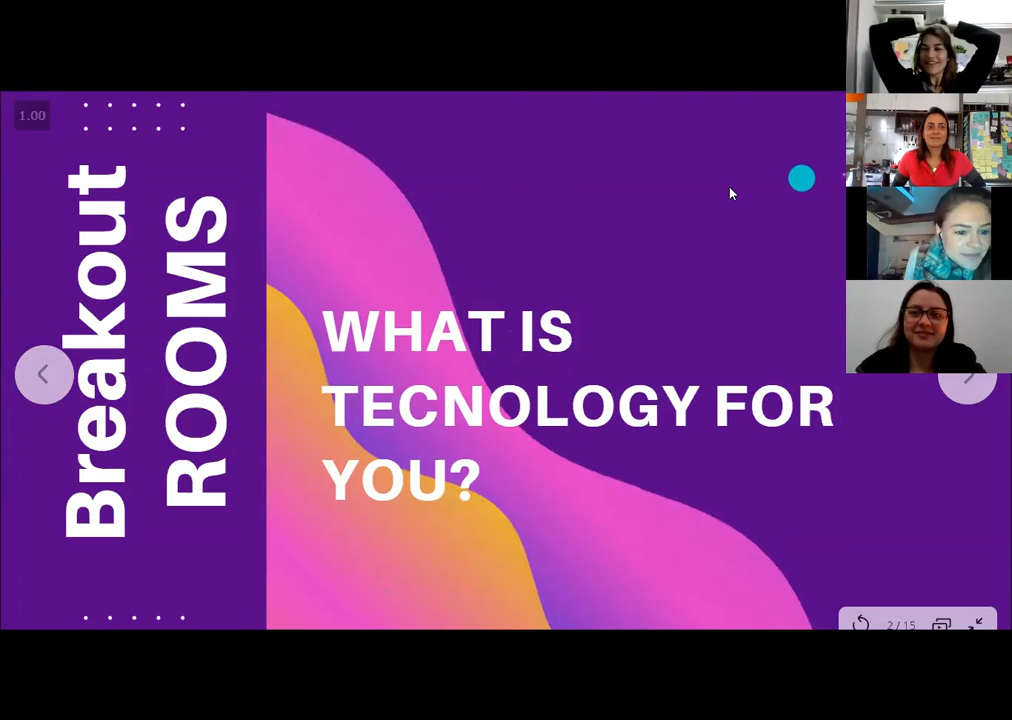 1.00
Breakout
ROOMS
WHAT IS
TECNOLOGY FOR
YOU?
2 / 15